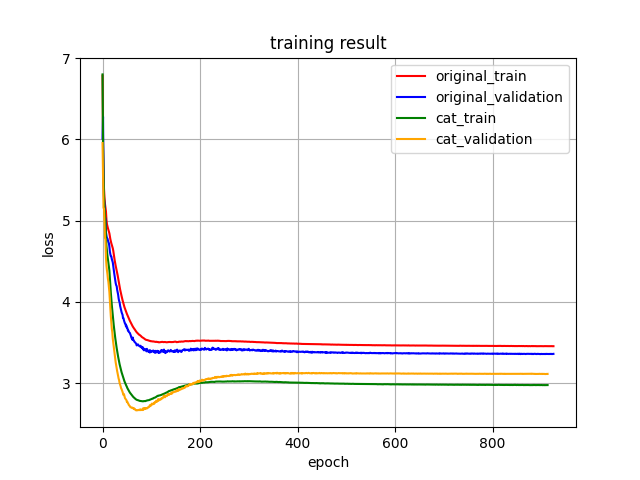 training result
7
6
5
4
3
loss
original_train
original_validation
cat_train
cat_validation
0
200
400
600
800
epoch